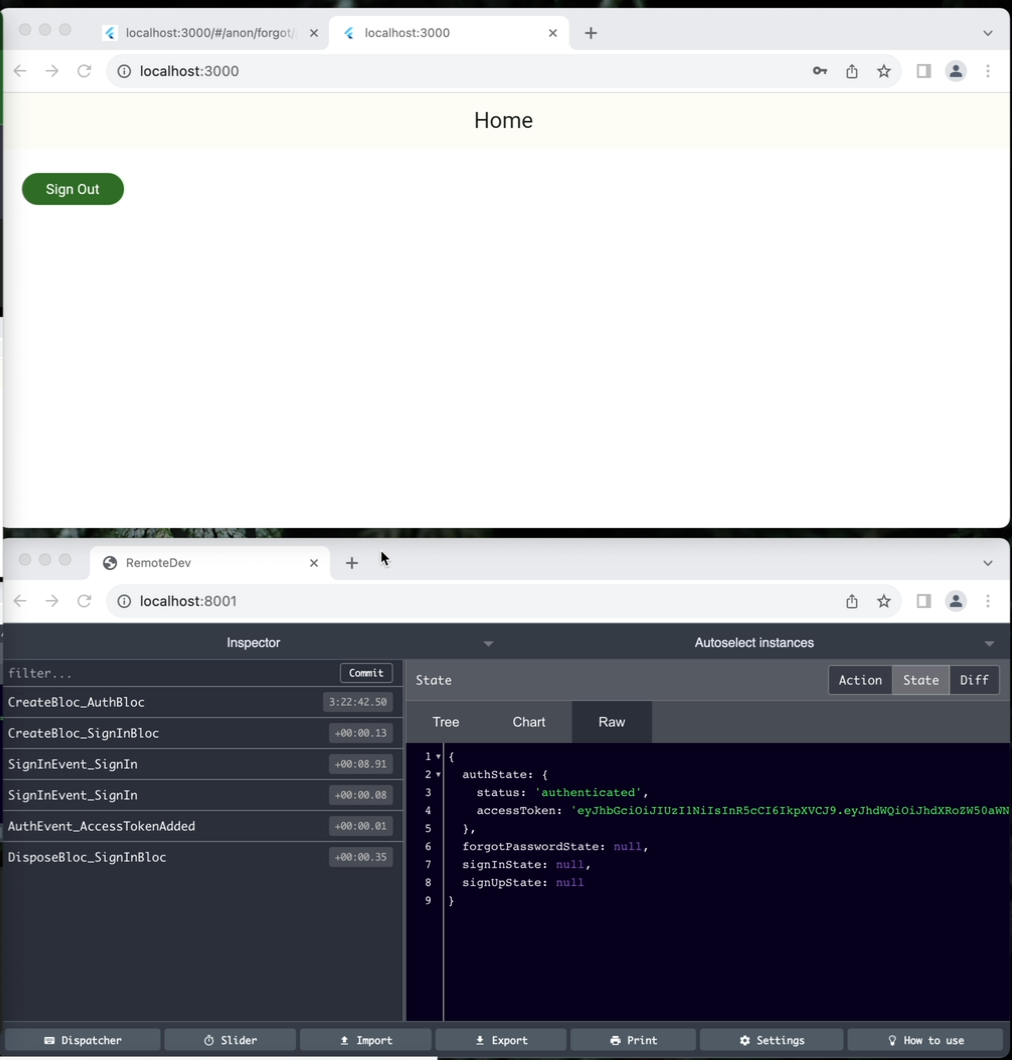 localhost:3000/#/anon/forgot/
localhost:3000
localhost:3000
Home
Sign Out
RemoteDev
localhost:8001
Inspector
Autoselect instances
filter...
Commit
State
Action
State
Diff
CreateBloc_AuthBloc 3:22:42.50
CreateBloc_SignInBloc +00:00.13
SignInEvent_SignIn +00:08.91
SignInEvent_SignIn +00:00.08
AuthEvent_AccessTokenAdded +00:00.01
DisposeBloc_SignInBloc +00:00.35
Tree
Chart
Raw
1 {
2 authState: {
3 status: 'authenticated',
4 accessToken: 'eyJhbGciOiJIUzI1NiIsInR5cCI6IkpXVCJ9.eyJhdWQiOiJhdXRoZW50aWN
5 },
6 forgotPasswordState: null,
7 signInState: null,
8 signUpState: null
9 }
Dispatcher
Slider
Import
Export
Print
Settings
How to use